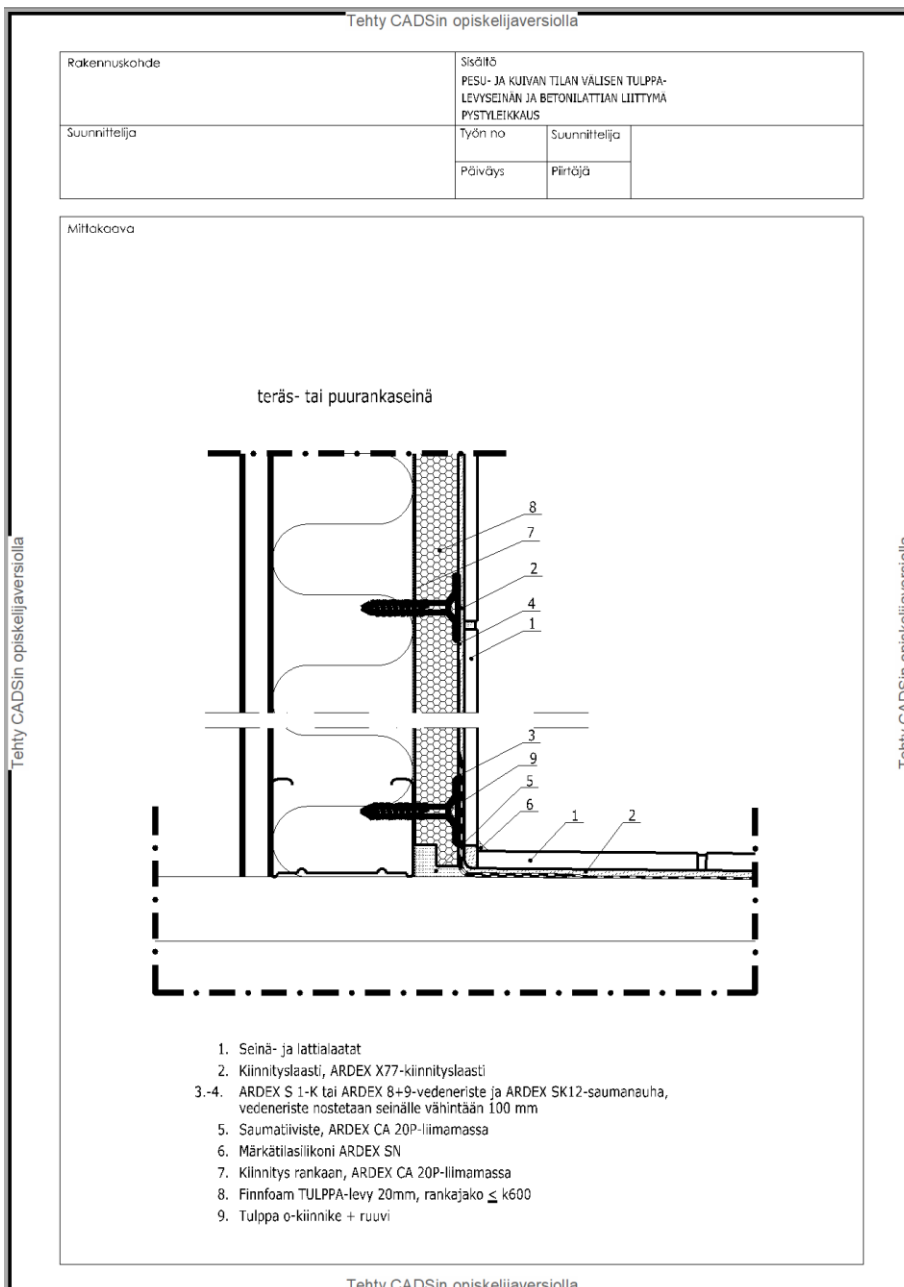 Tehty CADSin opiskelijaversiolla
Rakennuskohde
Sisältö
PESU- JA KUIVAN TILAN VÄLISEN TULPPA-
LEVYSEINÄN JA BETONILATTIAN LIITTYMÄ
PYSTYLEIKKAUS
Suunnittelija
Työn no
Suunnittelija
Päiväys
Piirtäjä
Mittakaava
teräs- tai puurankaseinä
8
7
2
4
1
3
9
5
6
1
2
Tehty CADSin opiskelijaversiolla
Tehty CADSin opiskelijaversiolla
1. Seinä- ja lattialaatat
2. Kiinnityslaasti, ARDEX X77-kiinnityslaasti
3.-4. ARDEX S 1-K tai ARDEX 8+9-vedeneriste ja ARDEX SK12-saumanauha,
vedeneriste nostetaan seinälle vähintään 100 mm
5. Saumatiiviste, ARDEX CA 20P-liimamassa
6. Märkätilasilikoni ARDEX SN
7. Kiinnitys rankaan, ARDEX CA 20P-liimamassa
8. Finnfoam TULPPA-levy 20mm, rankajako ≤ k600
9. Tulppa o-kiinnike + ruuvi
Tehty CADSin opiskelijaversiolla